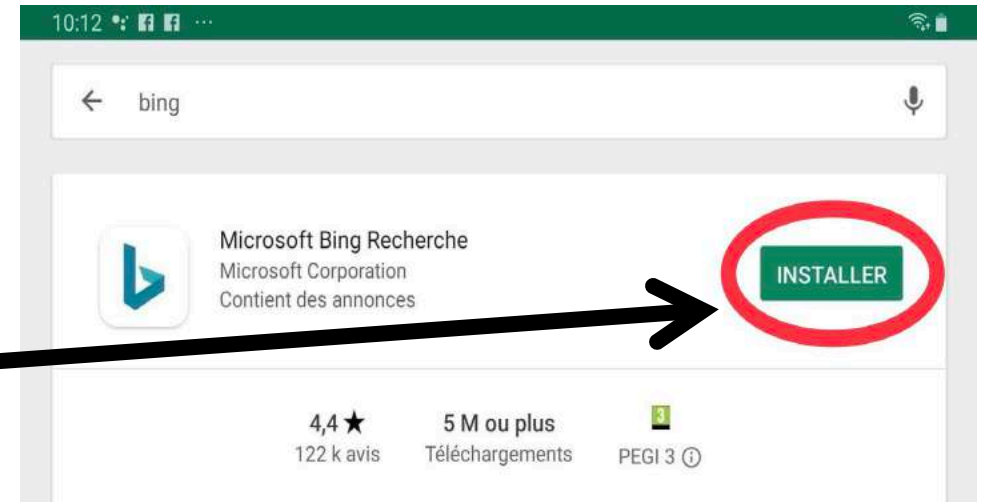 10:12
bing
Microsoft Bing Recherche
Microsoft Corporation
Contient des annonces
INSTALLER
4,4 ★ 5 M ou plus 3
122 k avis Téléchargements PEGI 3